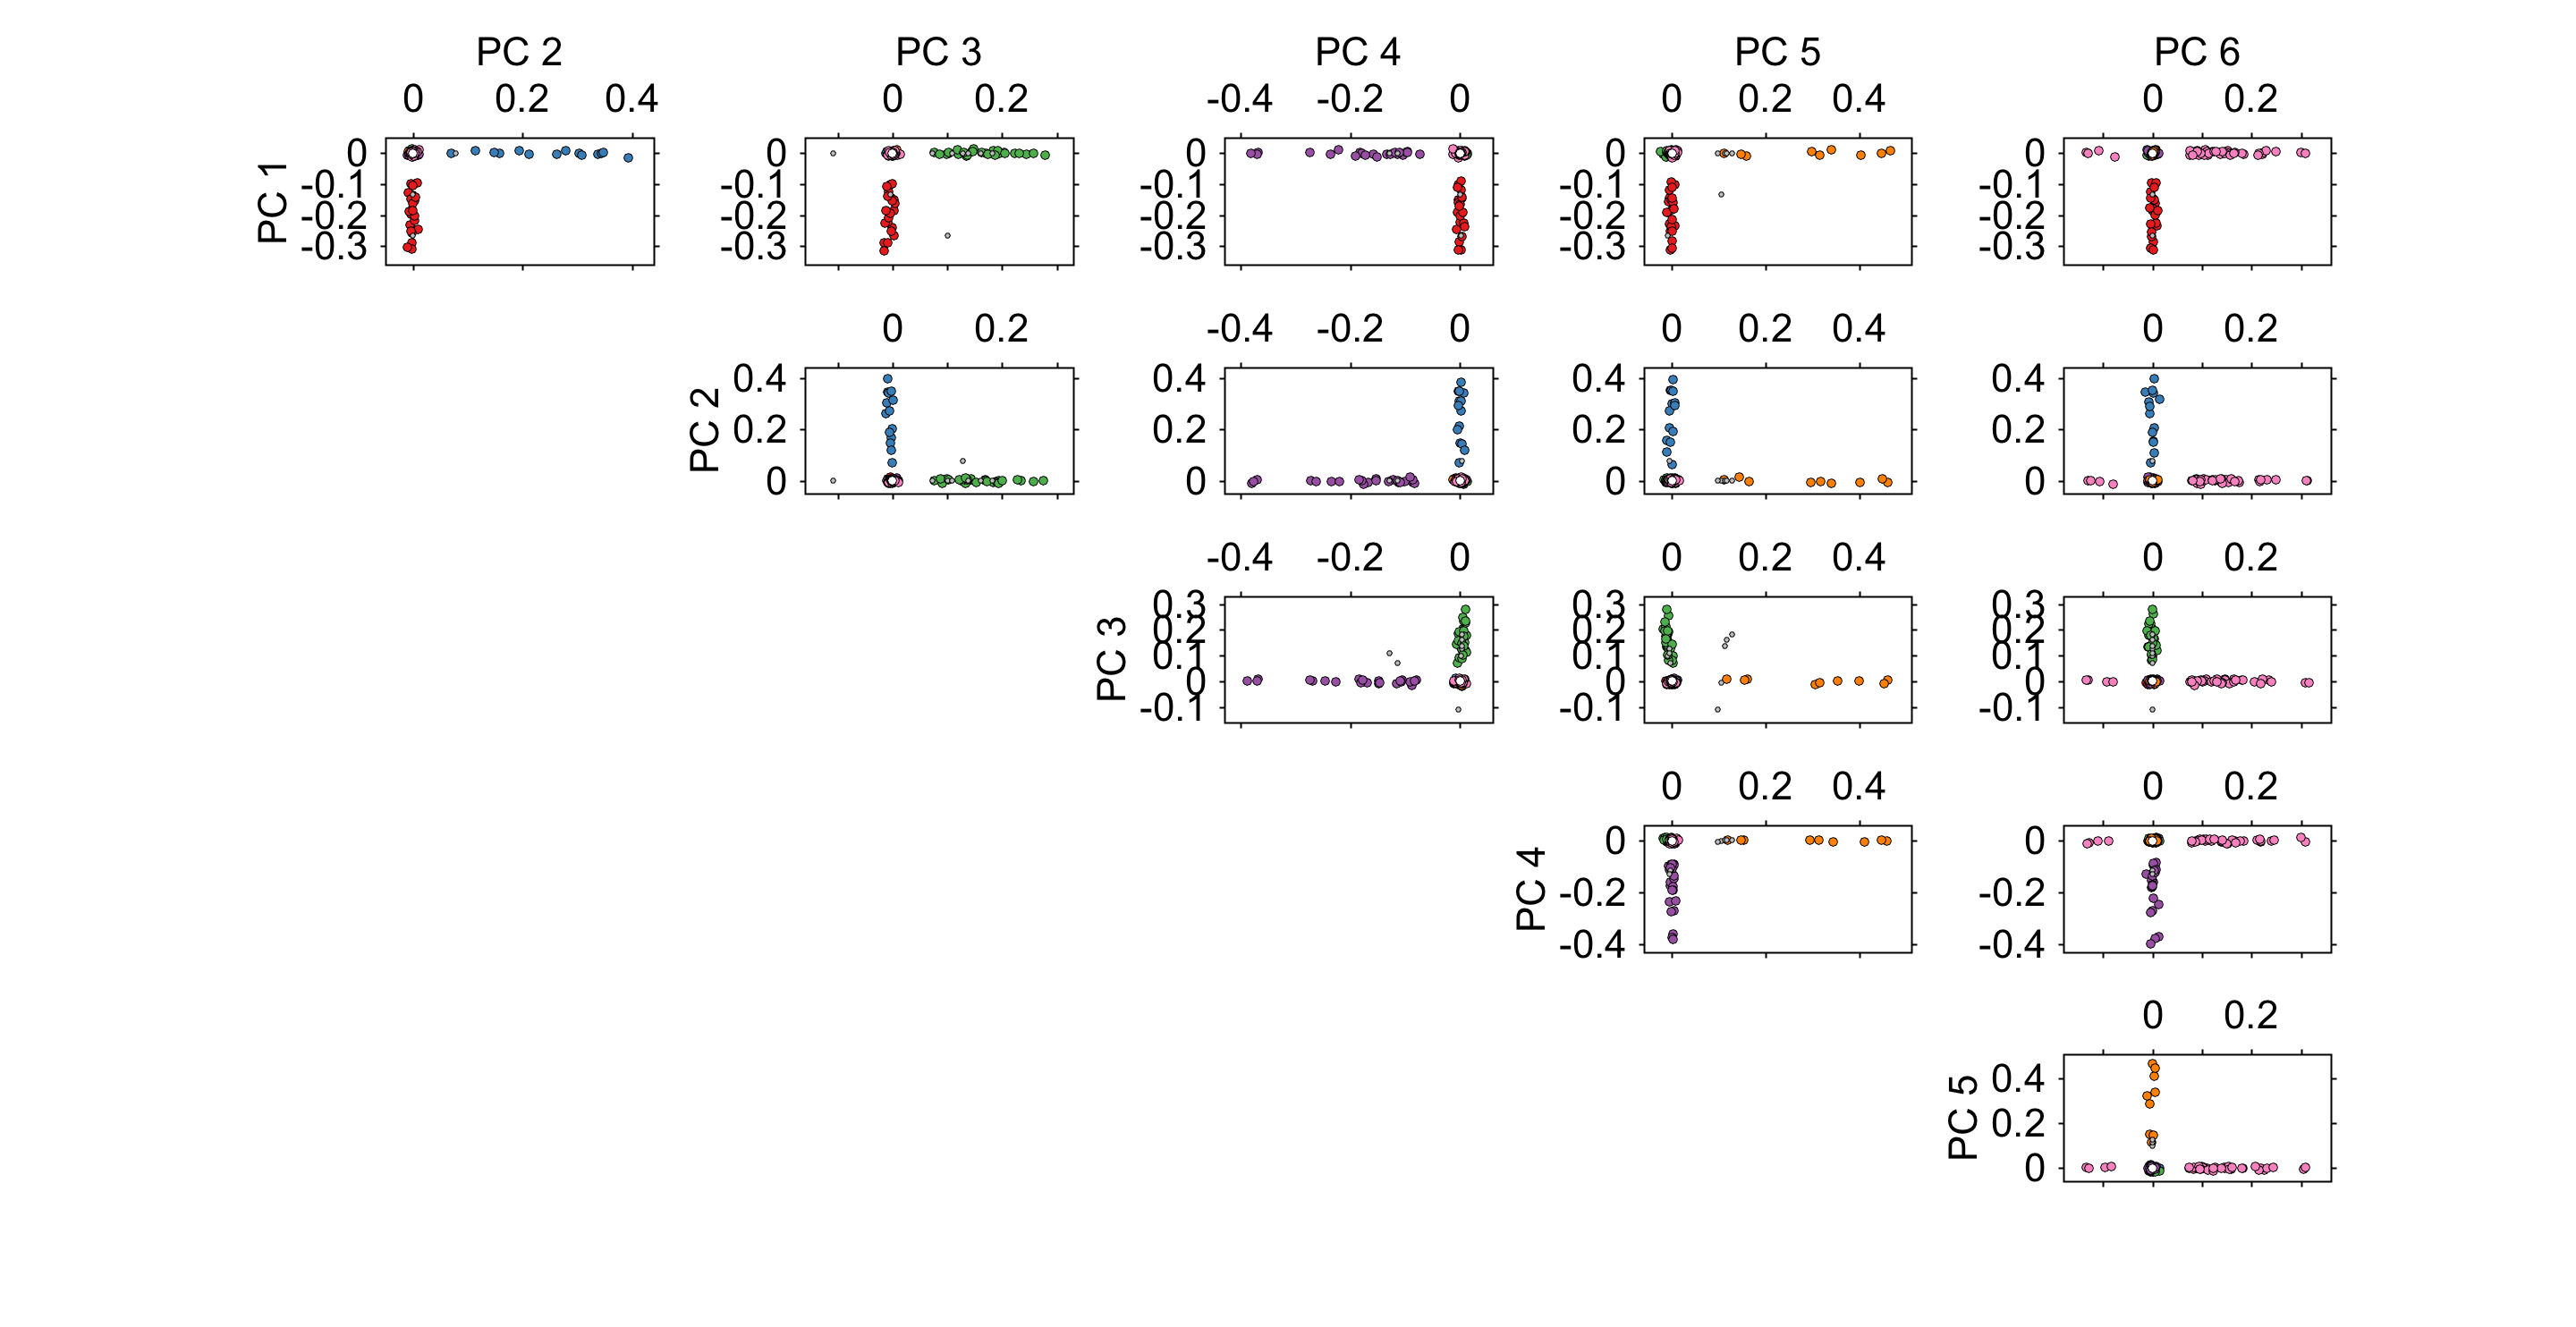 PC 2 PC 3 PC 4 PC 5 PC 6
0 0.2 0.4 0 0.2 -0.4 -0.2 0 0 0.2 0.4 0 0.2
PC 1
0 0 0 0 0
-0.1 -0.1 -0.1 -0.1 -0.1
-0.2 -0.2 -0.2 -0.2 -0.2
-0.3 -0.3 -0.3 -0.3 -0.3
0 0.2 -0.4 -0.2 0 0 0.2 0.4 0 0.2
PC 2
0.4 0.4 0.4 0.4
0.2 0.2 0.2 0.2
0 0 0 0
-0.4 -0.2 0 0 0.2 0.4 0 0.2
PC 3
0.3 0.3 0.3
0.2 0.2 0.2
0.1 0.1 0.1
0 0 0
-0.1 -0.1 -0.1
0 0.2 0.4 0 0.2
PC 4
0 0
-0.2 -0.2
-0.4 -0.4
0 0.2
PC 5
0.4
0.2
0